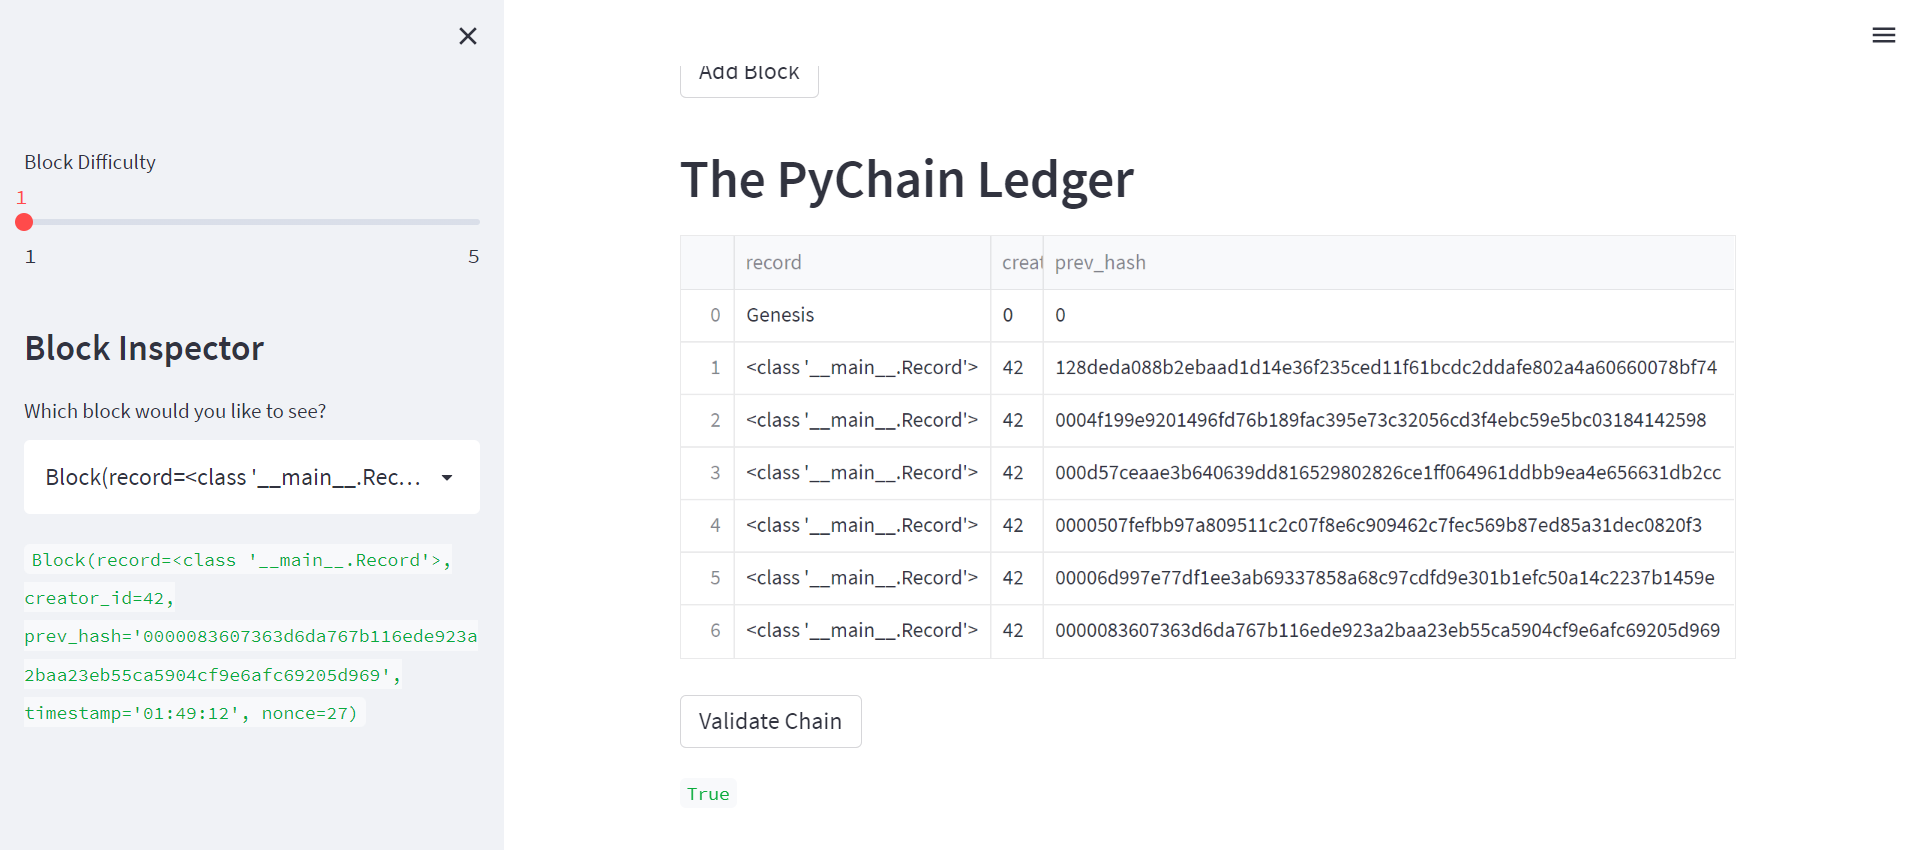 Block Difficulty
1
1 5
Block Inspector
Which block would you like to see?
Block(record=<class '__main__.Rec...
Block(record=<class '__main__.Record'>,
creator_id=42,
prev_hash='0000083607363d6da767b116ede923a
2baa23eb55ca5904cf9e6afc69205d969',
timestamp='01:49:12', nonce=27)
Add Block
The PyChain Ledger
record creat prev_hash
0 Genesis 0 0
1 <class '__main__.Record'> 42 128deda088b2ebaad1d14e36f235ced11f61bcdc2ddafe802a4a60660078bf74
2 <class '__main__.Record'> 42 0004f199e9201496fd76b189fac395e73c32056cd3f4ebc59e5bc03184142598
3 <class '__main__.Record'> 42 000d57ceaae3b640639dd816529802826ce1ff064961ddbb9ea4e656631db2cc
4 <class '__main__.Record'> 42 0000507fefbb97a809511c2c07f8e6c909462c7fec569b87ed85a31dec0820f3
5 <class '__main__.Record'> 42 00006d997e77df1ee3ab69337858a68c97cdfd9e301b1efc50a14c2237b1459e
6 <class '__main__.Record'> 42 0000083607363d6da767b116ede923a2baa23eb55ca5904cf9e6afc69205d969
Validate Chain
True